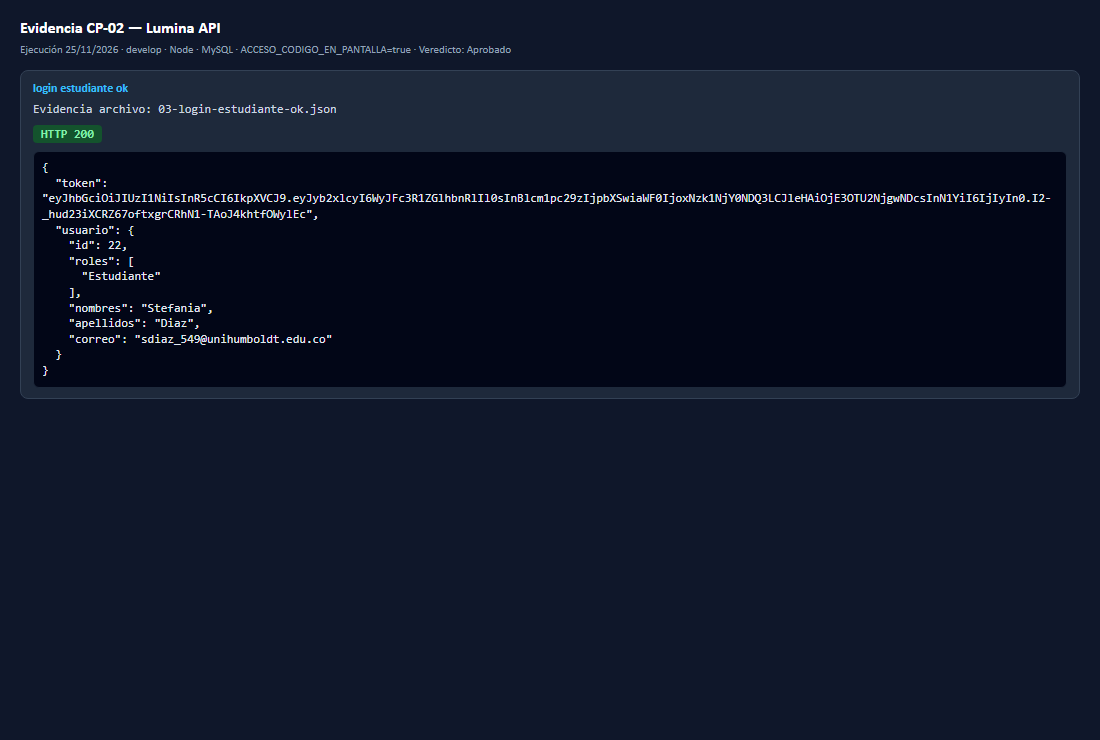 Evidencia CP-02 — Lumina API
Ejecución 25/11/2026 · develop · Node · MySQL · ACCESO_CODIGO_EN_PANTALLA=true · Veredicto: Aprobado
login estudiante ok
Evidencia archivo: 03-login-estudiante-ok.json
HTTP 200
{
"token":
"eyJhbGciOiJIUzI1NiIsInR5cCI6IkpXVCJ9.eyJyb2xlcyI6WyJFc3R1ZGlhbnRlIl0sInBlcm1pc29zIjpbXSwiaWF0IjoxNzk1NjY0NDQ3LCJleHAiOjE3OTU2NjgwNDcsInN1YiI6IjIyIn0.I2-
_hud23iXCRZ67oftxgrCRhN1-TAoJ4khtfOWylEc",
"usuario": {
"id": 22,
"roles": [
"Estudiante"
],
"nombres": "Stefania",
"apellidos": "Diaz",
"correo": "sdiaz_549@unihumboldt.edu.co"
}
}